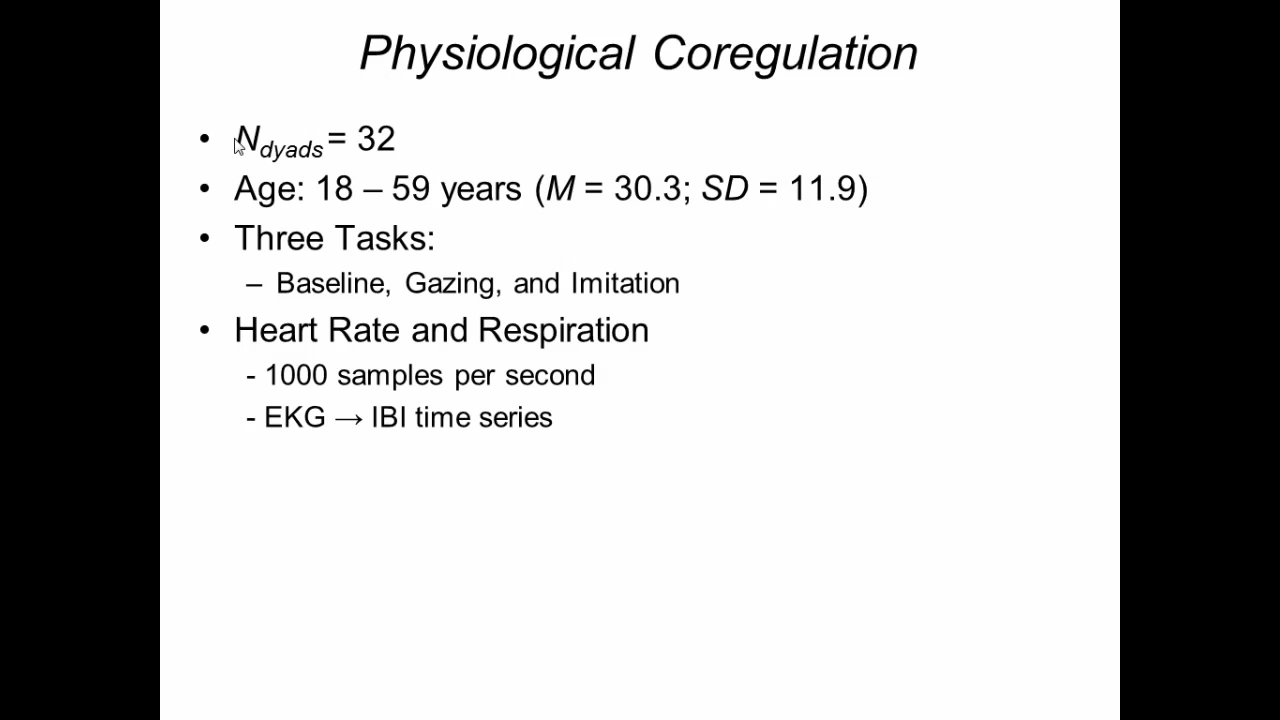 Physiological Coregulation
• Ndyads = 32
• Age: 18 – 59 years (M = 30.3; SD = 11.9)
• Three Tasks:
– Baseline, Gazing, and Imitation
• Heart Rate and Respiration
- 1000 samples per second
- EKG → IBI time series